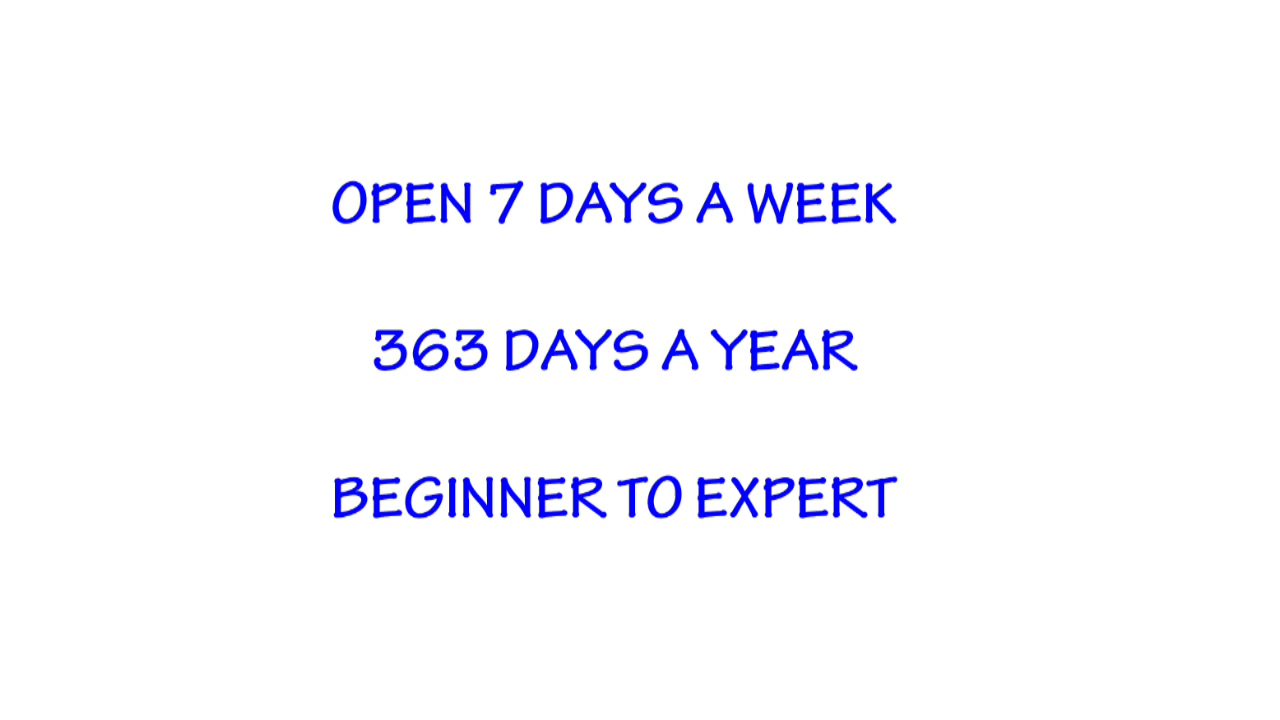 OPEN 7 DAYS A WEEK
363 DAYS A YEAR
BEGINNER TO EXPERT